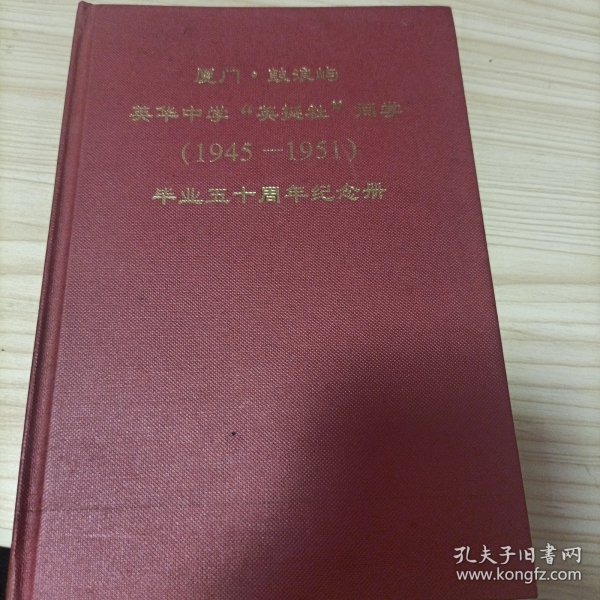 厦门·鼓浪屿
英华中学“英挺社”同学
(1945－1951)
毕业五十周年纪念册
孔夫子旧书网
www.kongfz.com